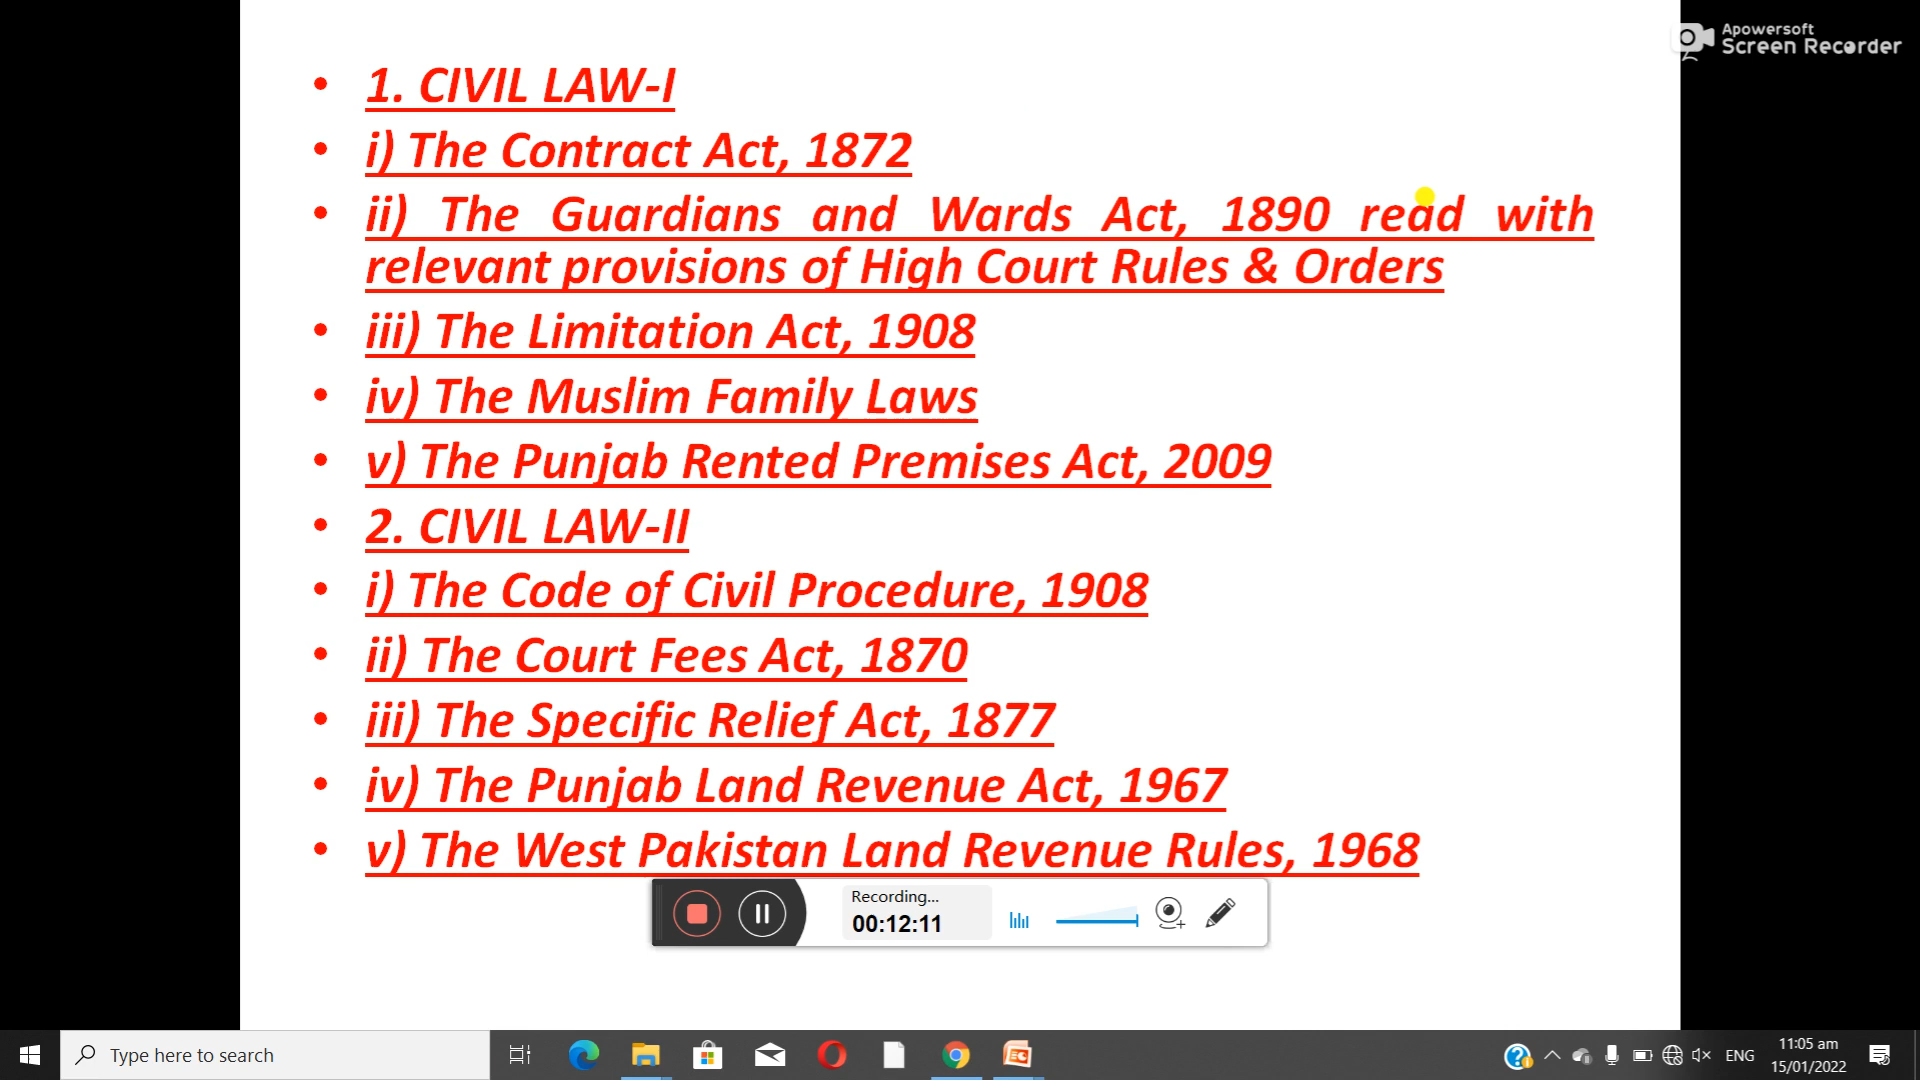 Apowersoft
Screen Recorder
• 1. CIVIL LAW-I
• i) The Contract Act, 1872
• ii) The Guardians and Wards Act, 1890 read with
relevant provisions of High Court Rules & Orders
• iii) The Limitation Act, 1908
• iv) The Muslim Family Laws
• v) The Punjab Rented Premises Act, 2009
• 2. CIVIL LAW-II
• i) The Code of Civil Procedure, 1908
• ii) The Court Fees Act, 1870
• iii) The Specific Relief Act, 1877
• iv) The Punjab Land Revenue Act, 1967
• v) The West Pakistan Land Revenue Rules, 1968
Recording...
00:12:11
Type here to search
ENG
11:05 am
15/01/2022